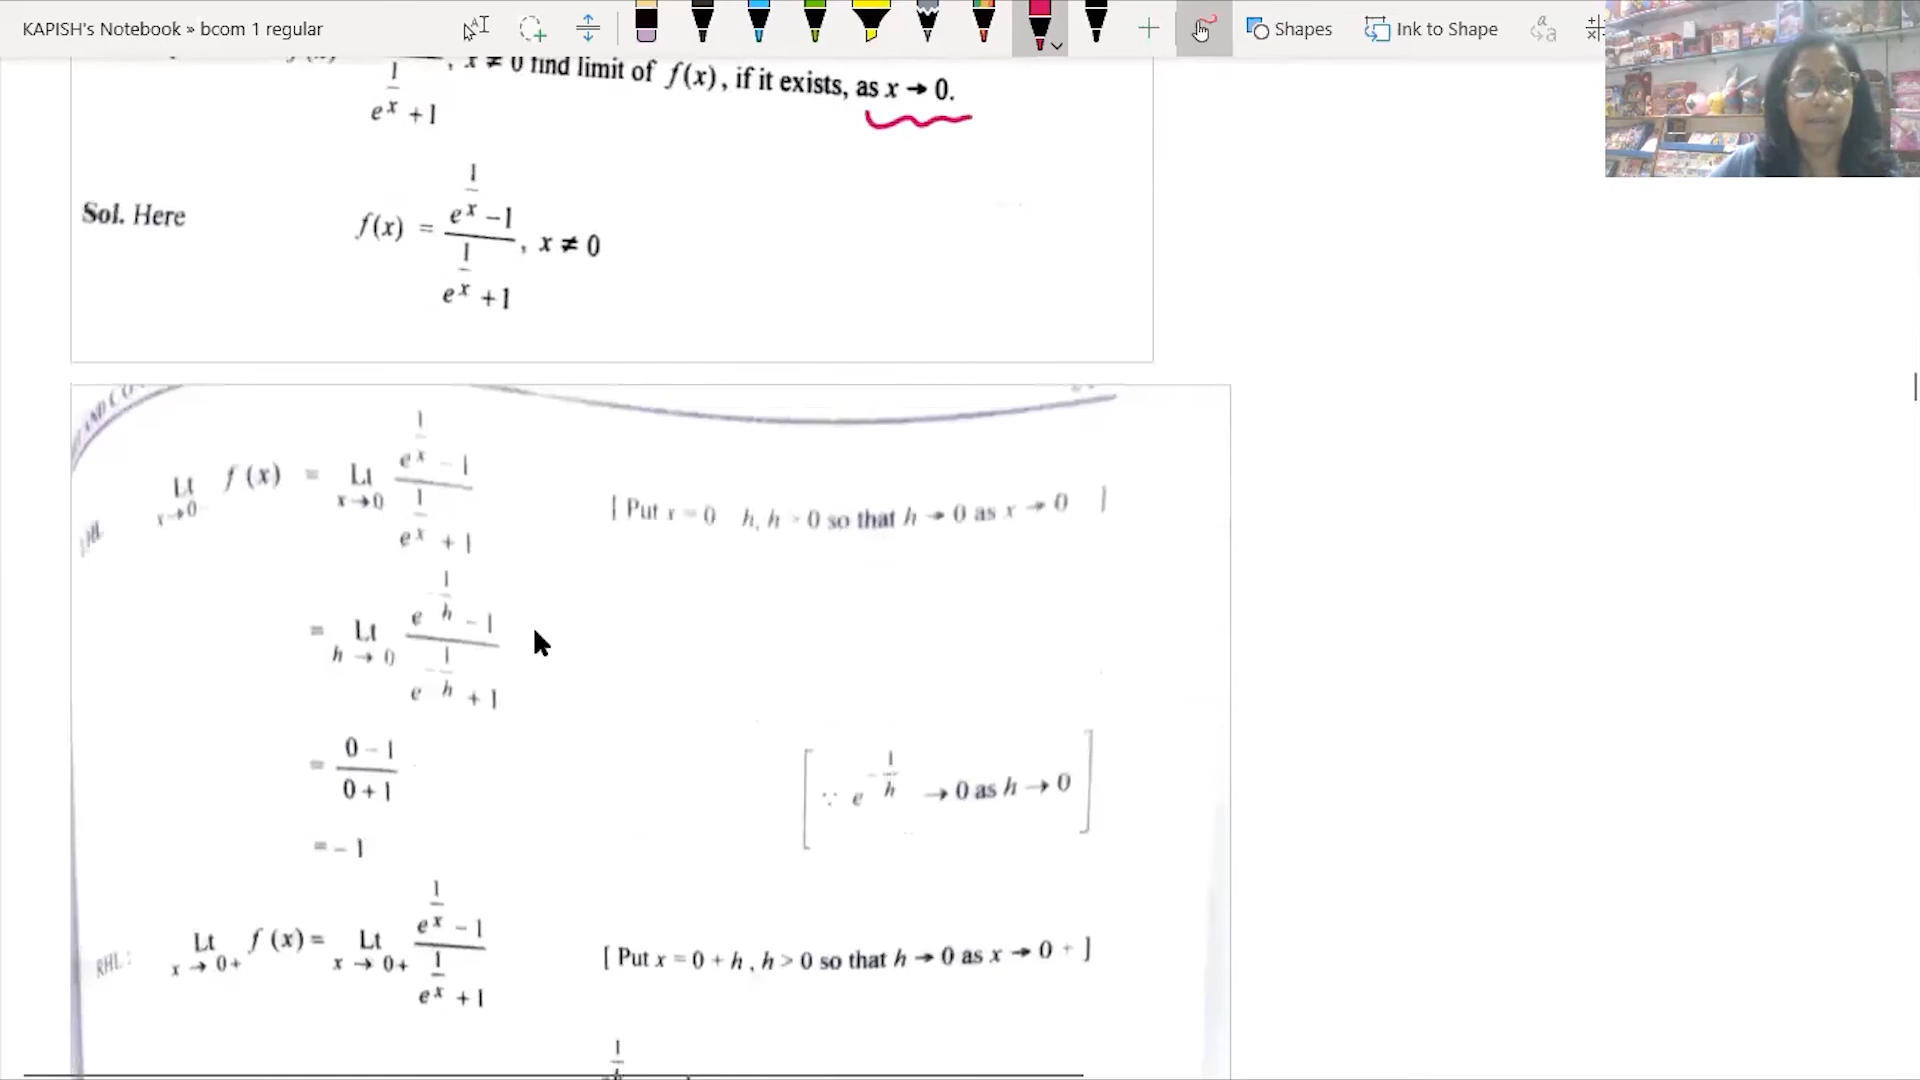 KAPISH's Notebook » bcom 1 regular
Shapes
Ink to Shape
, x ≠ 0 find limit of f(x), if it exists, as x → 0.
1
e^x + 1
Sol. Here f(x) = (e^(1/x) - 1) / (e^(1/x) + 1), x ≠ 0
Lt x→0 f(x) = Lt x→0 (e^(1/x) - 1) / (e^(1/x) + 1) [ Put x = 0 h, h > 0 so that h → 0 as x → 0 ]
= Lt h → 0 (e^(-1/h) - 1) / (e^(-1/h) + 1)
= (0 - 1) / (0 + 1) [ ∵ e^(-1/h) → 0 as h → 0 ]
= - 1
RHL : Lt x → 0+ f(x) = Lt x → 0+ (e^(1/x) - 1) / (e^(1/x) + 1) [ Put x = 0 + h, h > 0 so that h → 0 as x → 0 + ]
1